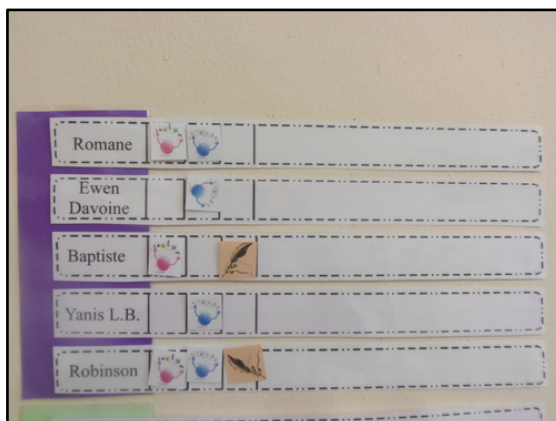 Romane
Ewen
Davoine
Baptiste
Yanis L.B.
Robinson